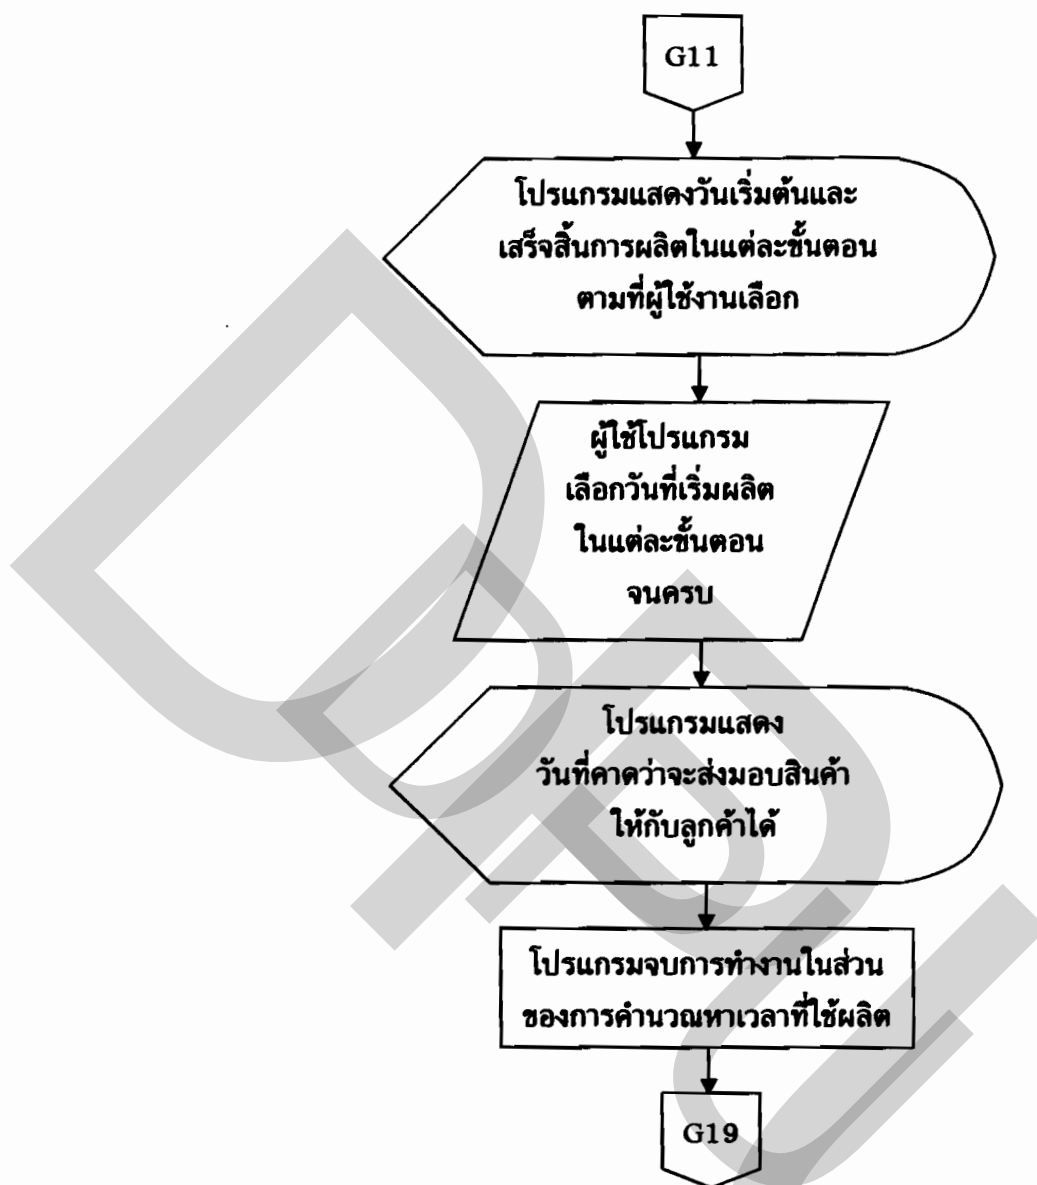 G11
โปรแกรมแสดงวันเริ่มต้นและ
เสร็จสิ้นการผลิตในแต่ละขั้นตอน
ตามที่ผู้ใช้งานเลือก
ผู้ใช้โปรแกรม
เลือกวันที่เริ่มผลิต
ในแต่ละขั้นตอน
จนครบ
โปรแกรมแสดง
วันที่คาดว่าจะส่งมอบสินค้า
ให้กับลูกค้าได้
โปรแกรมจบการทำงานในส่วน
ของการคำนวณหาเวลาที่ใช้ผลิต
G19